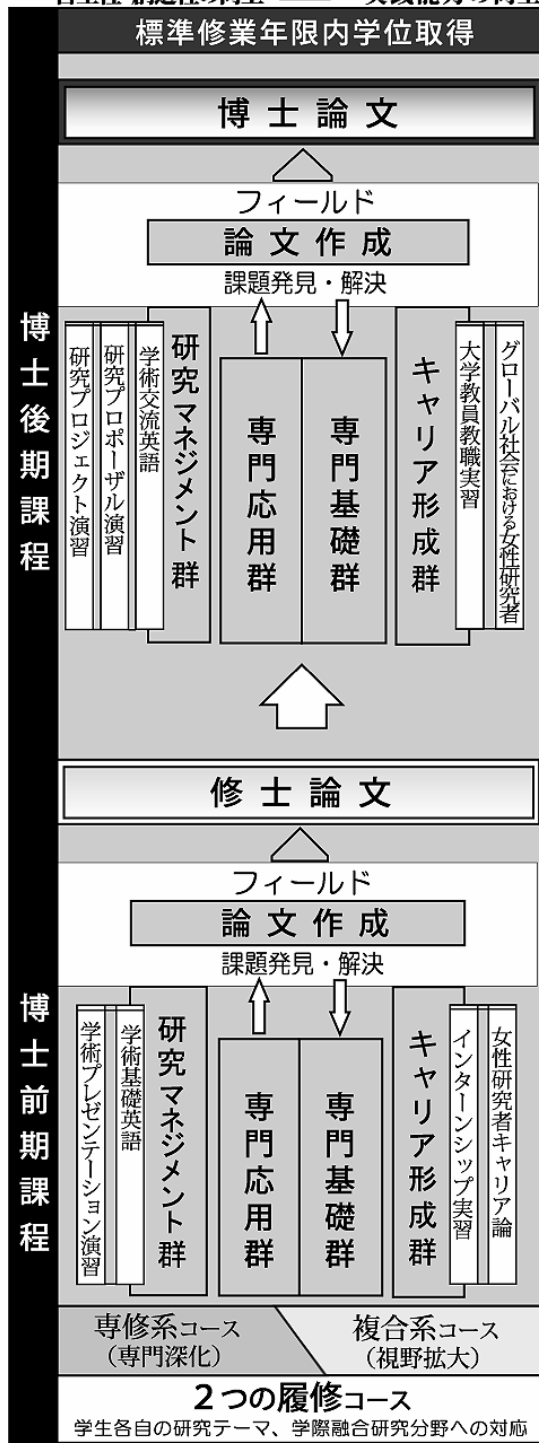 標準修業年限内学位取得
博士論文
フィールド
論文作成
課題発見・解決
博士後期課程
研究プロジェクト演習
研究プロポーザル演習
学術交流英語
研究マネジメント群
専門応用群
専門基礎群
キャリア形成群
大学教員教職実習
グローバル社会における女性研究者
修士論文
フィールド
論文作成
課題発見・解決
博士前期課程
学術プレゼンテーション演習
学術基礎英語
研究マネジメント群
専門応用群
専門基礎群
キャリア形成群
インターンシップ実習
女性研究者キャリア論
専修系コース
(専門深化)
複合系コース
(視野拡大)
2つの履修コース
学生各自の研究テーマ、学際融合研究分野への対応